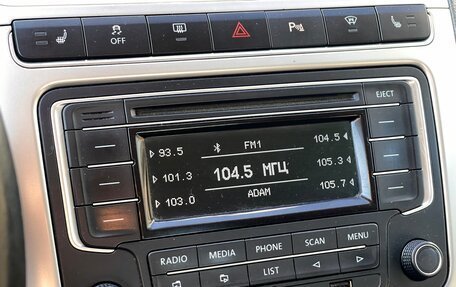 OFF
EJECT
93.5 FM1 104.5
101.3 104.5 МГЦ 105.3
103.0 ADAM 105.7
RADIO MEDIA PHONE SCAN MENU
LIST